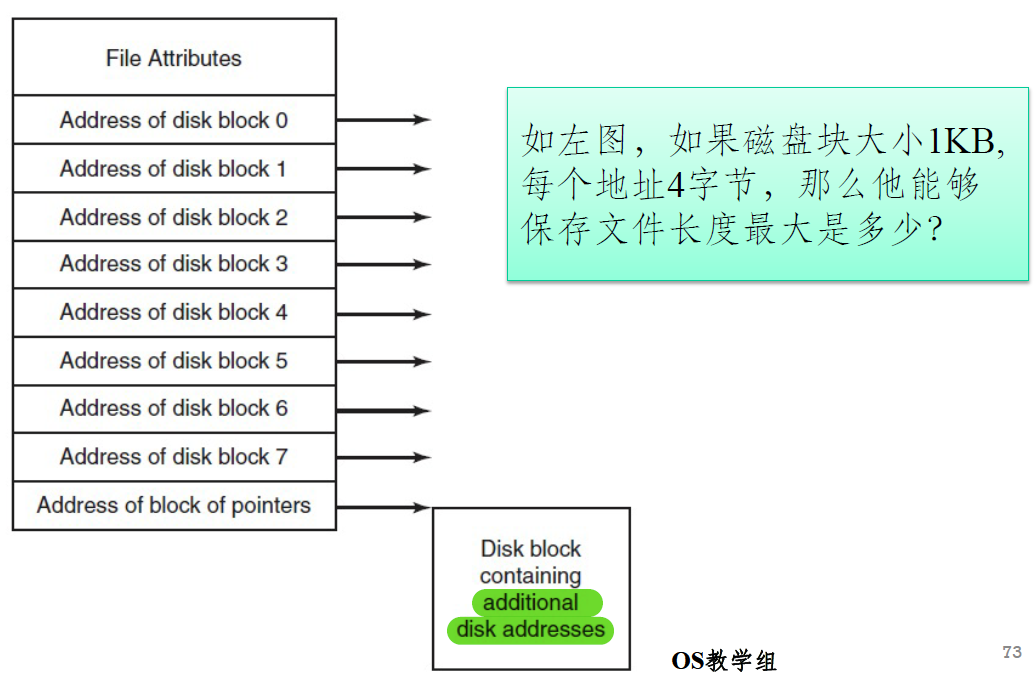 File Attributes
Address of disk block 0
Address of disk block 1
Address of disk block 2
Address of disk block 3
Address of disk block 4
Address of disk block 5
Address of disk block 6
Address of disk block 7
Address of block of pointers
Disk block
containing
additional
disk addresses
如左图，如果磁盘块大小1KB,
每个地址4字节，那么他能够
保存文件长度最大是多少？
OS教学组
73